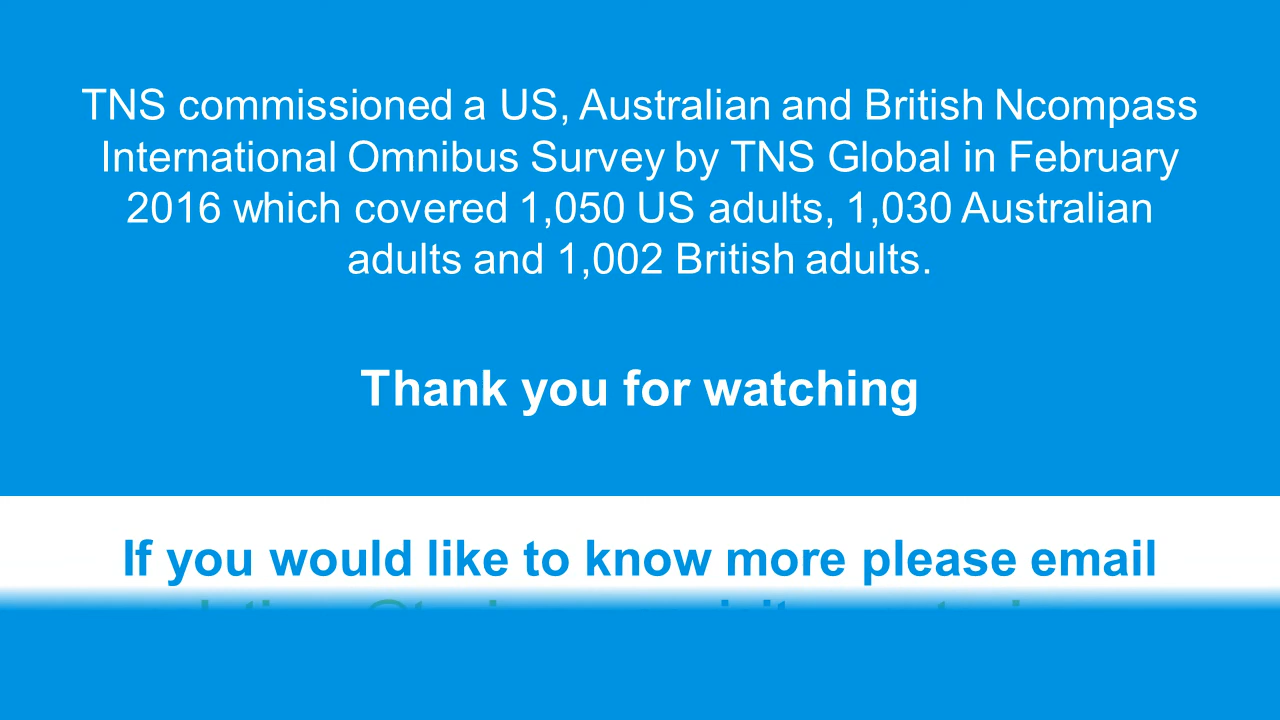 TNS commissioned a US, Australian and British Ncompass
International Omnibus Survey by TNS Global in February
2016 which covered 1,050 US adults, 1,030 Australian
adults and 1,002 British adults.
Thank you for watching
If you would like to know more please email